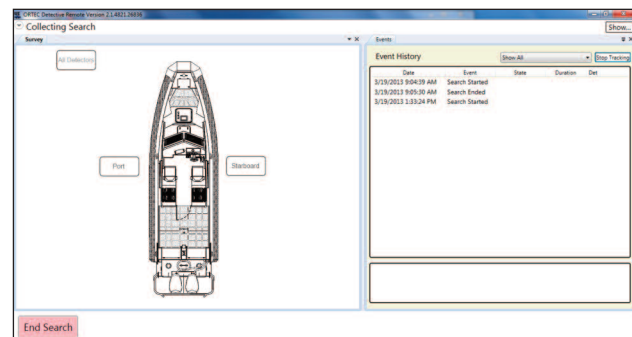 ORTEC Detective Remote Version 2.1.4821.26836
Collecting Search
Show...
Survey
Events
All Detectors
Port
Starboard
Event History
Show All
Stop Tracking
Date Event State Duration Det
3/19/2013 9:04:39 AM Search Started
3/19/2013 9:05:30 AM Search Ended
3/19/2013 1:33:24 PM Search Started
End Search